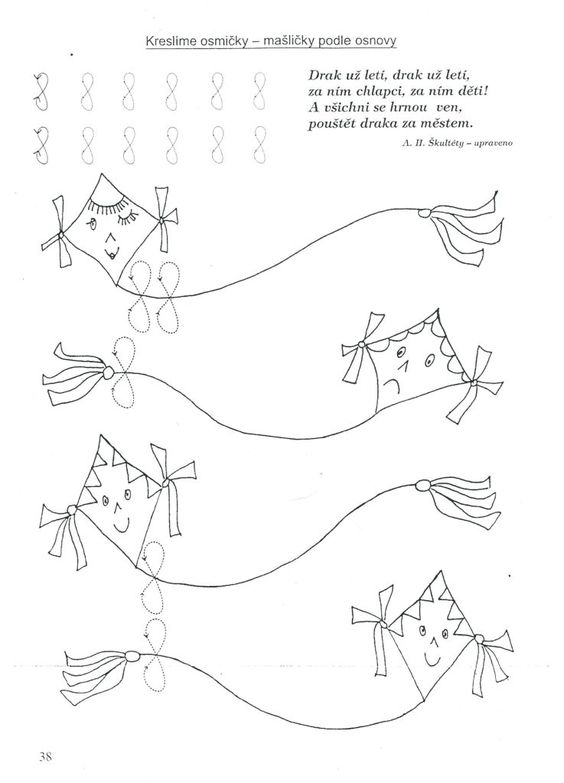 Kreslíme osmičky – mašličky podle osnovy
Drak už letí, drak už letí,
za ním chlapci, za ním děti!
A všichni se hrnou ven,
pouštět draka za městem.
A. H. Škultéty – upraveno
38